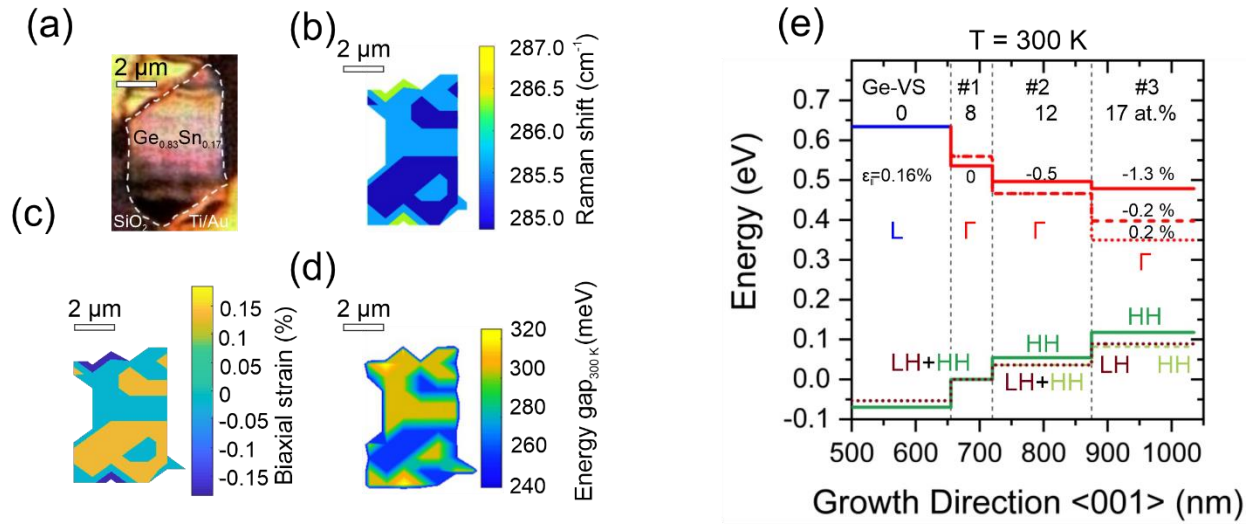 (a)
2 μm
Ge0.83Sn0.17
SiO2
Ti/Au
(b)
2 μm
287.0
286.5
286.0
285.5
285.0
Raman shift (cm⁻¹)
(c)
2 μm
0.15
0.1
0.05
0
-0.05
-0.1
-0.15
Biaxial strain (%)
(d)
2 μm
320
300
280
260
240
Energy gap300 K (meV)
(e)
T = 300 K
Ge-VS #1 #2 #3
0 8 12 17 at.%
ε||=0.16% 0 -0.5 -1.3 %
-0.2 %
0.2 %
L Γ Γ Γ
HH
HH
LH+HH LH+HH LH HH
0.7
0.6
0.5
0.4
0.3
0.2
0.1
0.0
-0.1
Energy (eV)
500 600 700 800 900 1000
Growth Direction <001> (nm)